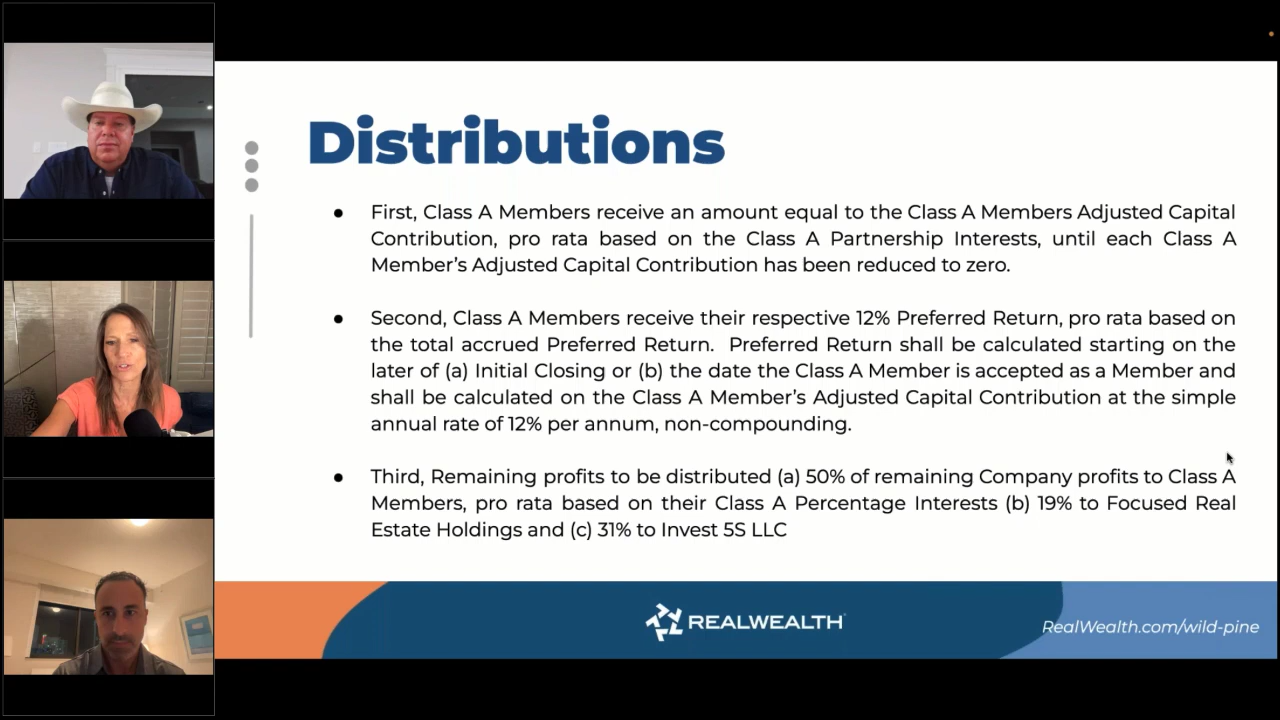 Distributions
● First, Class A Members receive an amount equal to the Class A Members Adjusted Capital
Contribution, pro rata based on the Class A Partnership Interests, until each Class A
Member's Adjusted Capital Contribution has been reduced to zero.
● Second, Class A Members receive their respective 12% Preferred Return, pro rata based on
the total accrued Preferred Return. Preferred Return shall be calculated starting on the
later of (a) Initial Closing or (b) the date the Class A Member is accepted as a Member and
shall be calculated on the Class A Member's Adjusted Capital Contribution at the simple
annual rate of 12% per annum, non-compounding.
● Third, Remaining profits to be distributed (a) 50% of remaining Company profits to Class A
Members, pro rata based on their Class A Percentage Interests (b) 19% to Focused Real
Estate Holdings and (c) 31% to Invest 5S LLC
REALWEALTH
RealWealth.com/wild-pine